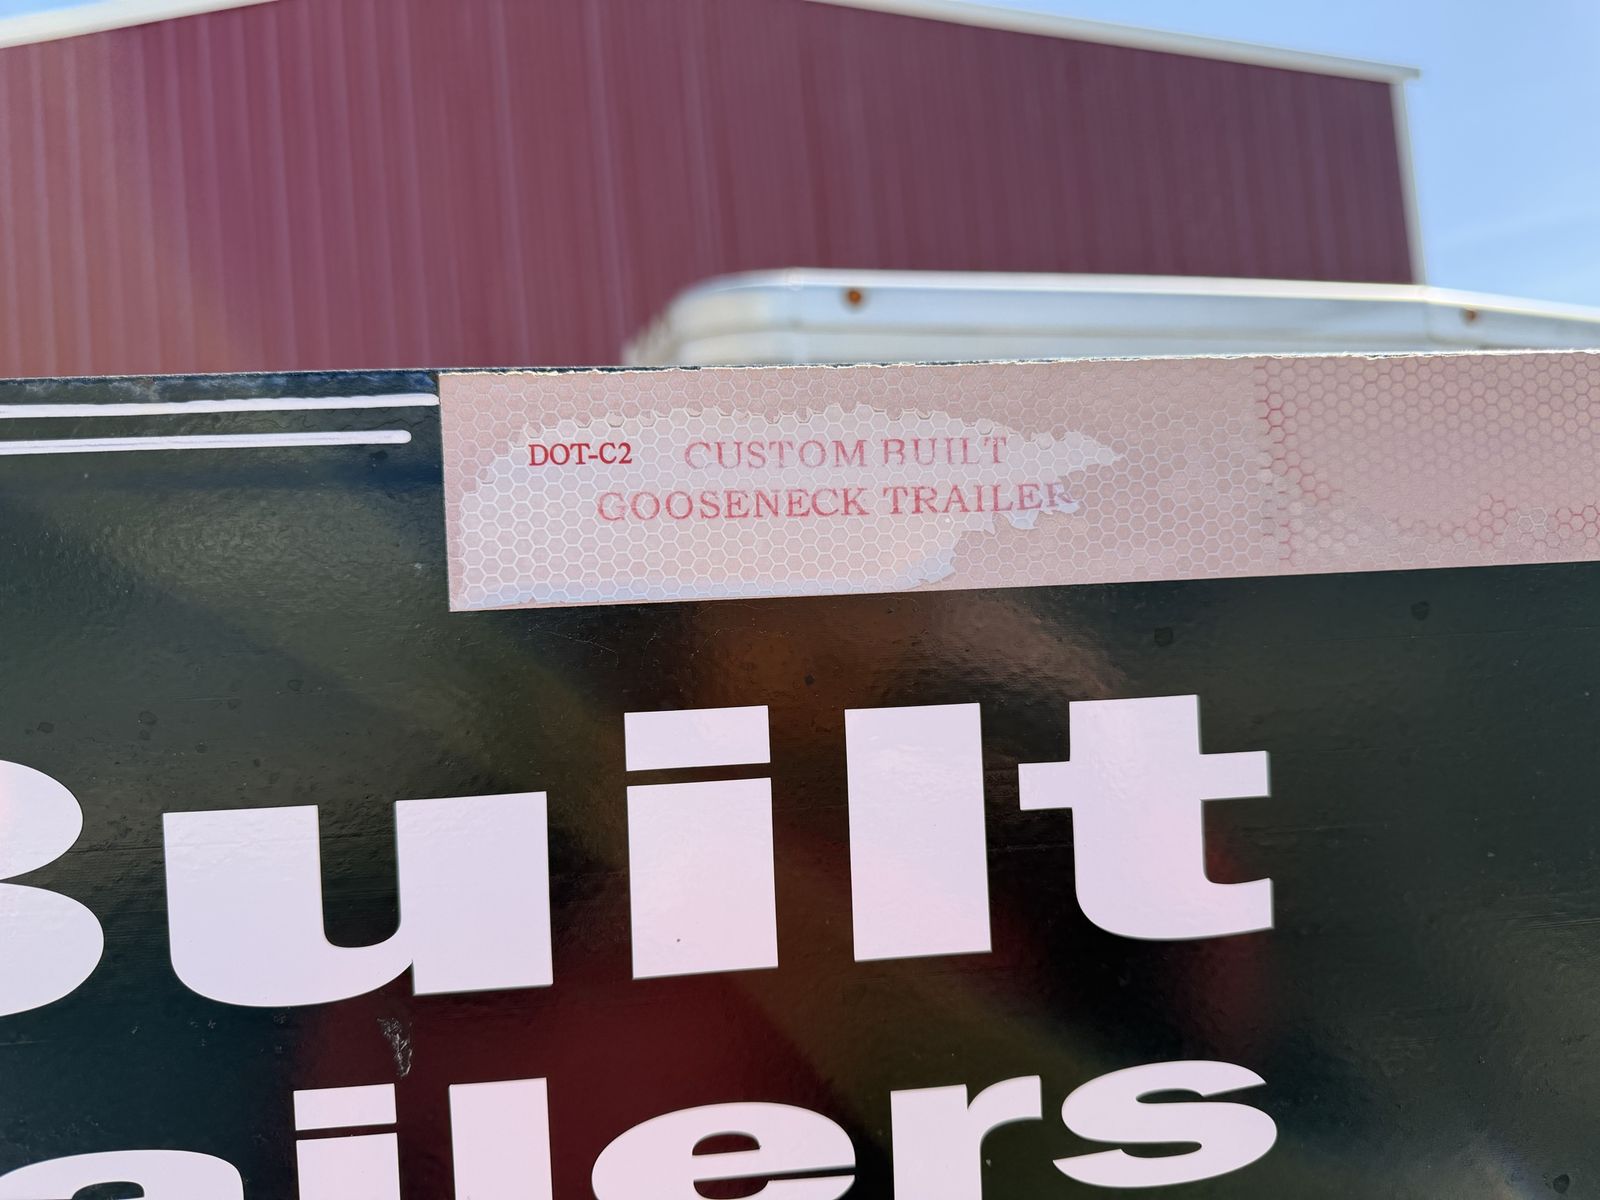 DOT-C2 CUSTOM BUILT
GOOSENECK TRAILER
Built
ailers